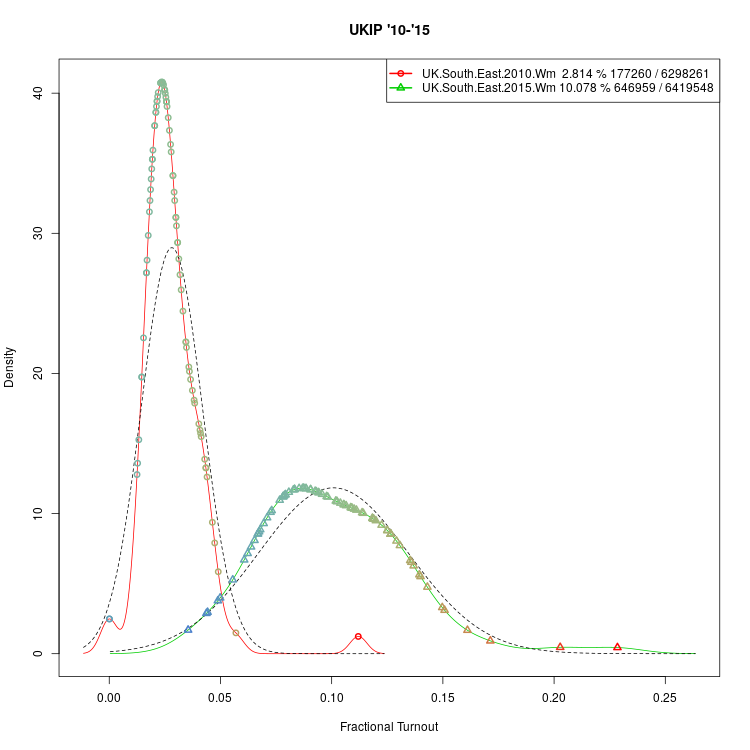 UKIP '10-'15
UK.South.East.2010.Wm  2.814 % 177260 / 6298261
UK.South.East.2015.Wm 10.078 % 646959 / 6419548
40
30
20
10
0
Density
0.00 0.05 0.10 0.15 0.20 0.25
Fractional Turnout